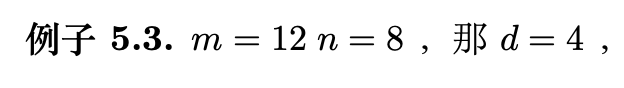 例子 5.3. m = 12 n = 8 ,  那 d = 4 ,